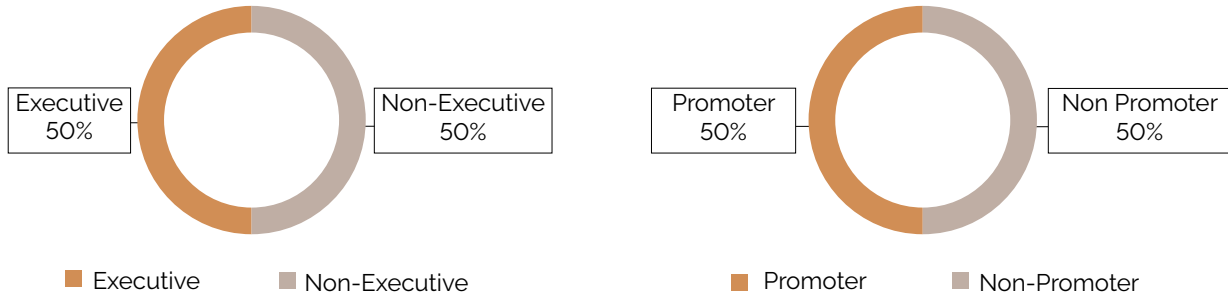 Executive
50%
Non-Executive
50%
Executive
Non-Executive
Promoter
50%
Non Promoter
50%
Promoter
Non-Promoter